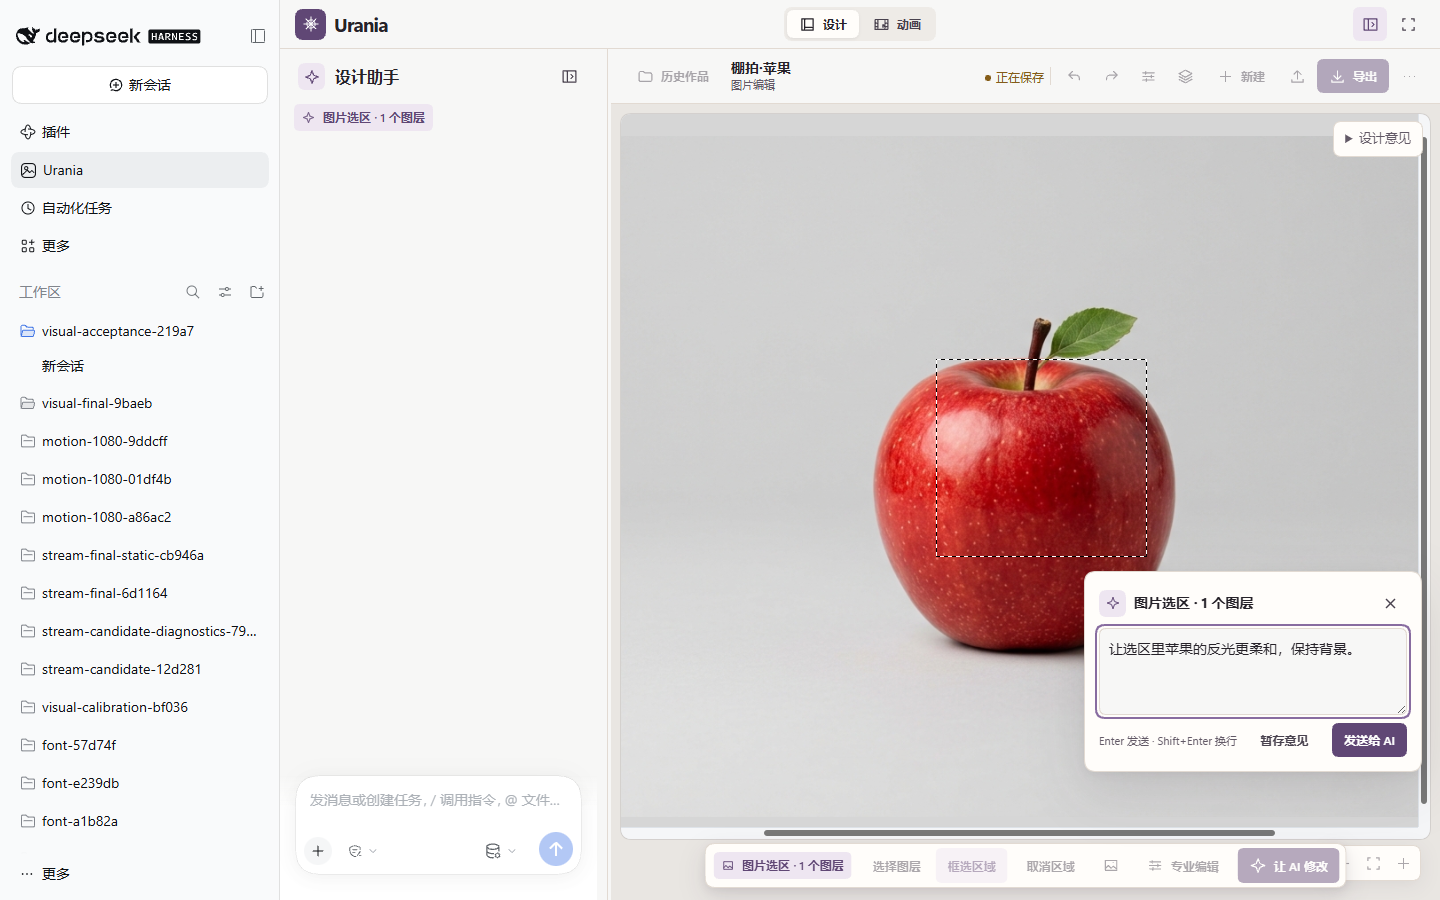 deepseek HARNESS
新会话
插件
Urania
自动化任务
更多
工作区
visual-acceptance-219a7
新会话
visual-final-9baeb
motion-1080-9ddcff
motion-1080-01df4b
motion-1080-a86ac2
stream-final-static-cb946a
stream-final-6d1164
stream-candidate-diagnostics-79...
stream-candidate-12d281
visual-calibration-bf036
font-57d74f
font-e239db
font-a1b82a
更多
Urania
设计
动画
设计助手
图片选区 · 1 个图层
发消息或创建任务, / 调用指令, @ 文件...
历史作品
棚拍·苹果
图片编辑
正在保存
新建
导出
设计意见
图片选区 · 1 个图层
让选区里苹果的反光更柔和，保持背景。
Enter 发送 · Shift+Enter 换行
暂存意见
发送给 AI
图片选区 · 1 个图层
选择图层
框选区域
取消区域
专业编辑
让 AI 修改